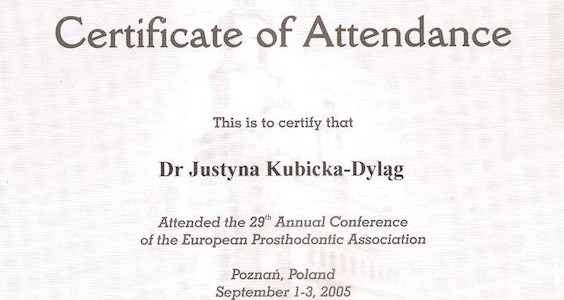 Certificate of Attendance
This is to certify that
Dr Justyna Kubicka-Dyląg
Attended the 29th Annual Conference
of the European Prosthodontic Association
Poznań, Poland
September 1-3, 2005